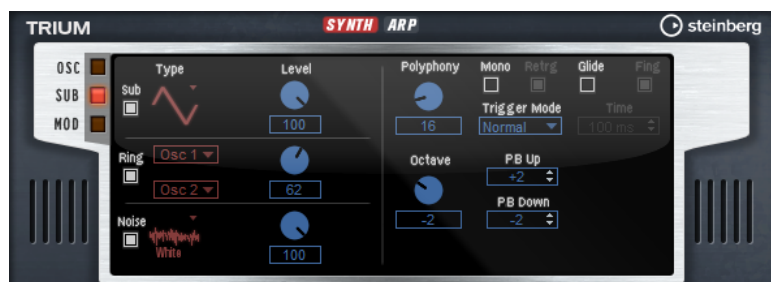 TRIUM SYNTH ARP steinberg
OSC
SUB
MOD
Type Level
Sub
100
Ring Osc 1
Osc 2 62
Noise
White 100
Polyphony Mono Retrg Glide Fing
Trigger Mode Time
16 Normal 100 ms
Octave P.B Up
+2
P.B Down
-2 -2